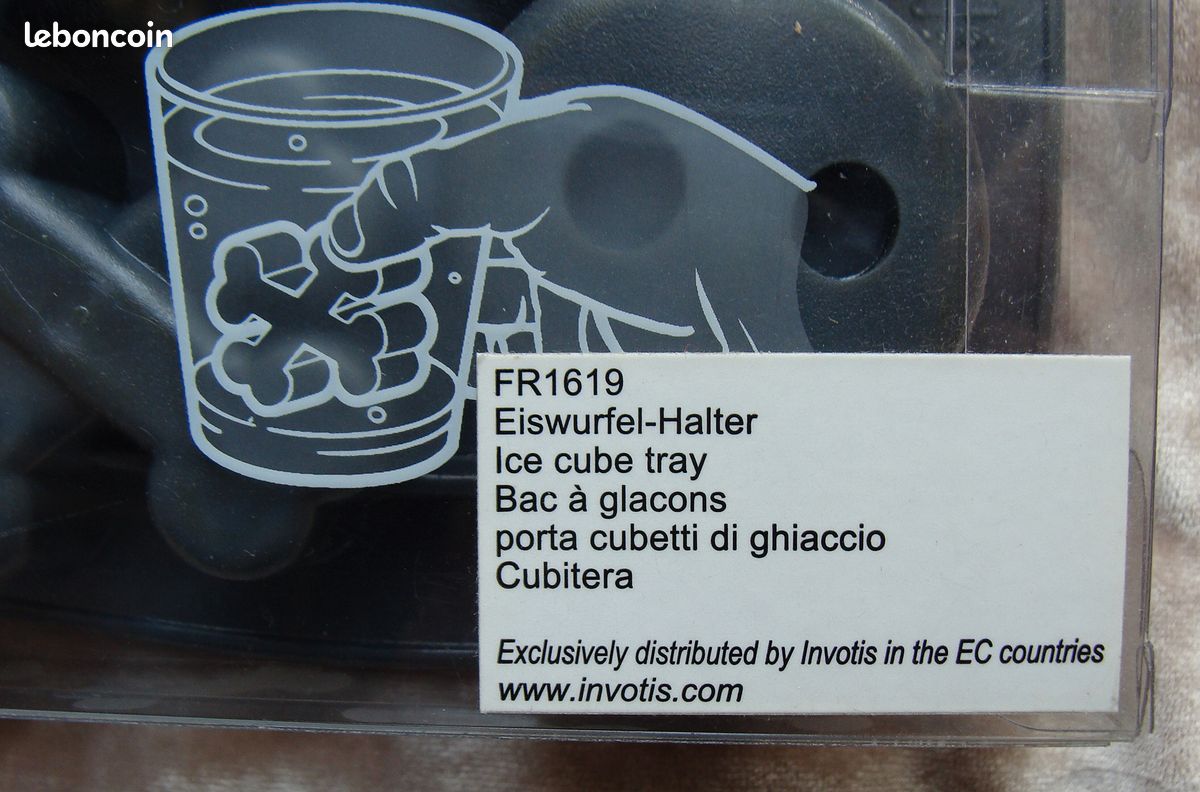 leboncoin
FR1619
Eiswurfel-Halter
Ice cube tray
Bac à glacons
porta cubetti di ghiaccio
Cubitera
Exclusively distributed by Invotis in the EC countries
www.invotis.com